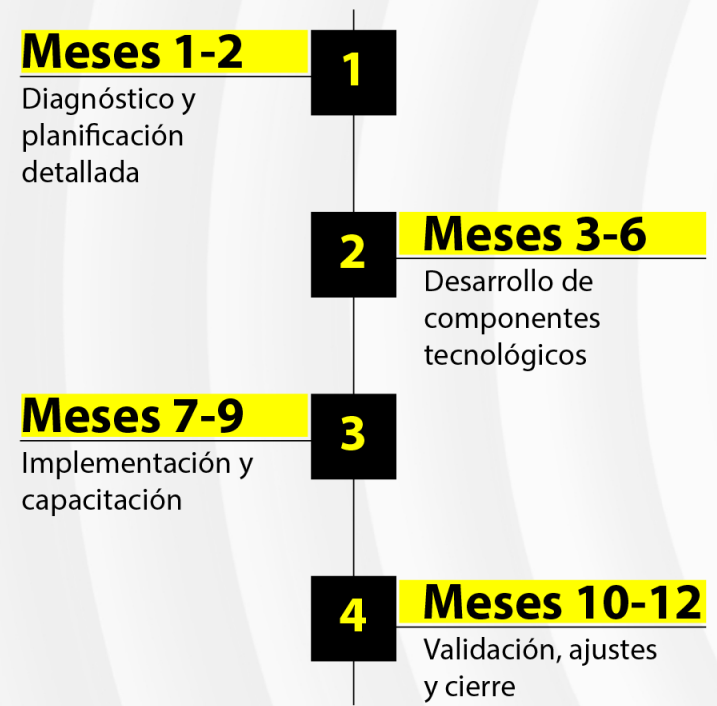 Meses 1-2
1
Diagnóstico y
planificación
detallada
2
Meses 3-6
Desarrollo de
componentes
tecnológicos
Meses 7-9
3
Implementación y
capacitación
4
Meses 10-12
Validación, ajustes
y cierre